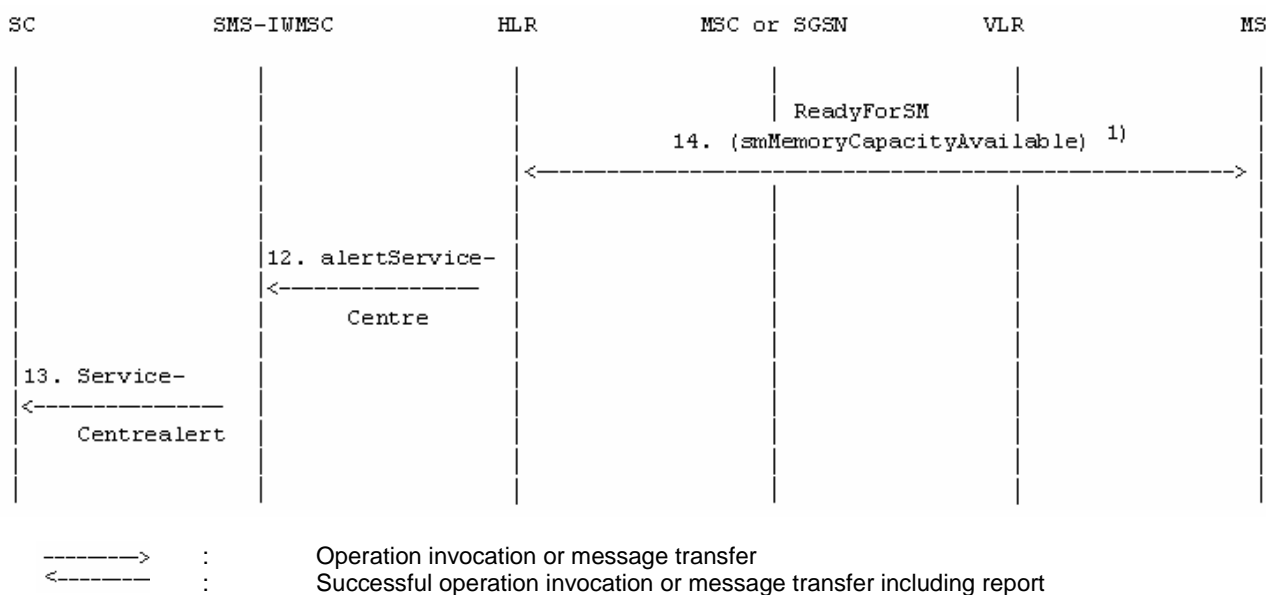 SC SMS-IWMSC HLR MSC or SGSN VLR MS
ReadyForSM
14. (smMemoryCapacityAvailable) 1)
12. alertService-
Centre
13. Service-
Centrealert
: Operation invocation or message transfer
: Successful operation invocation or message transfer including report